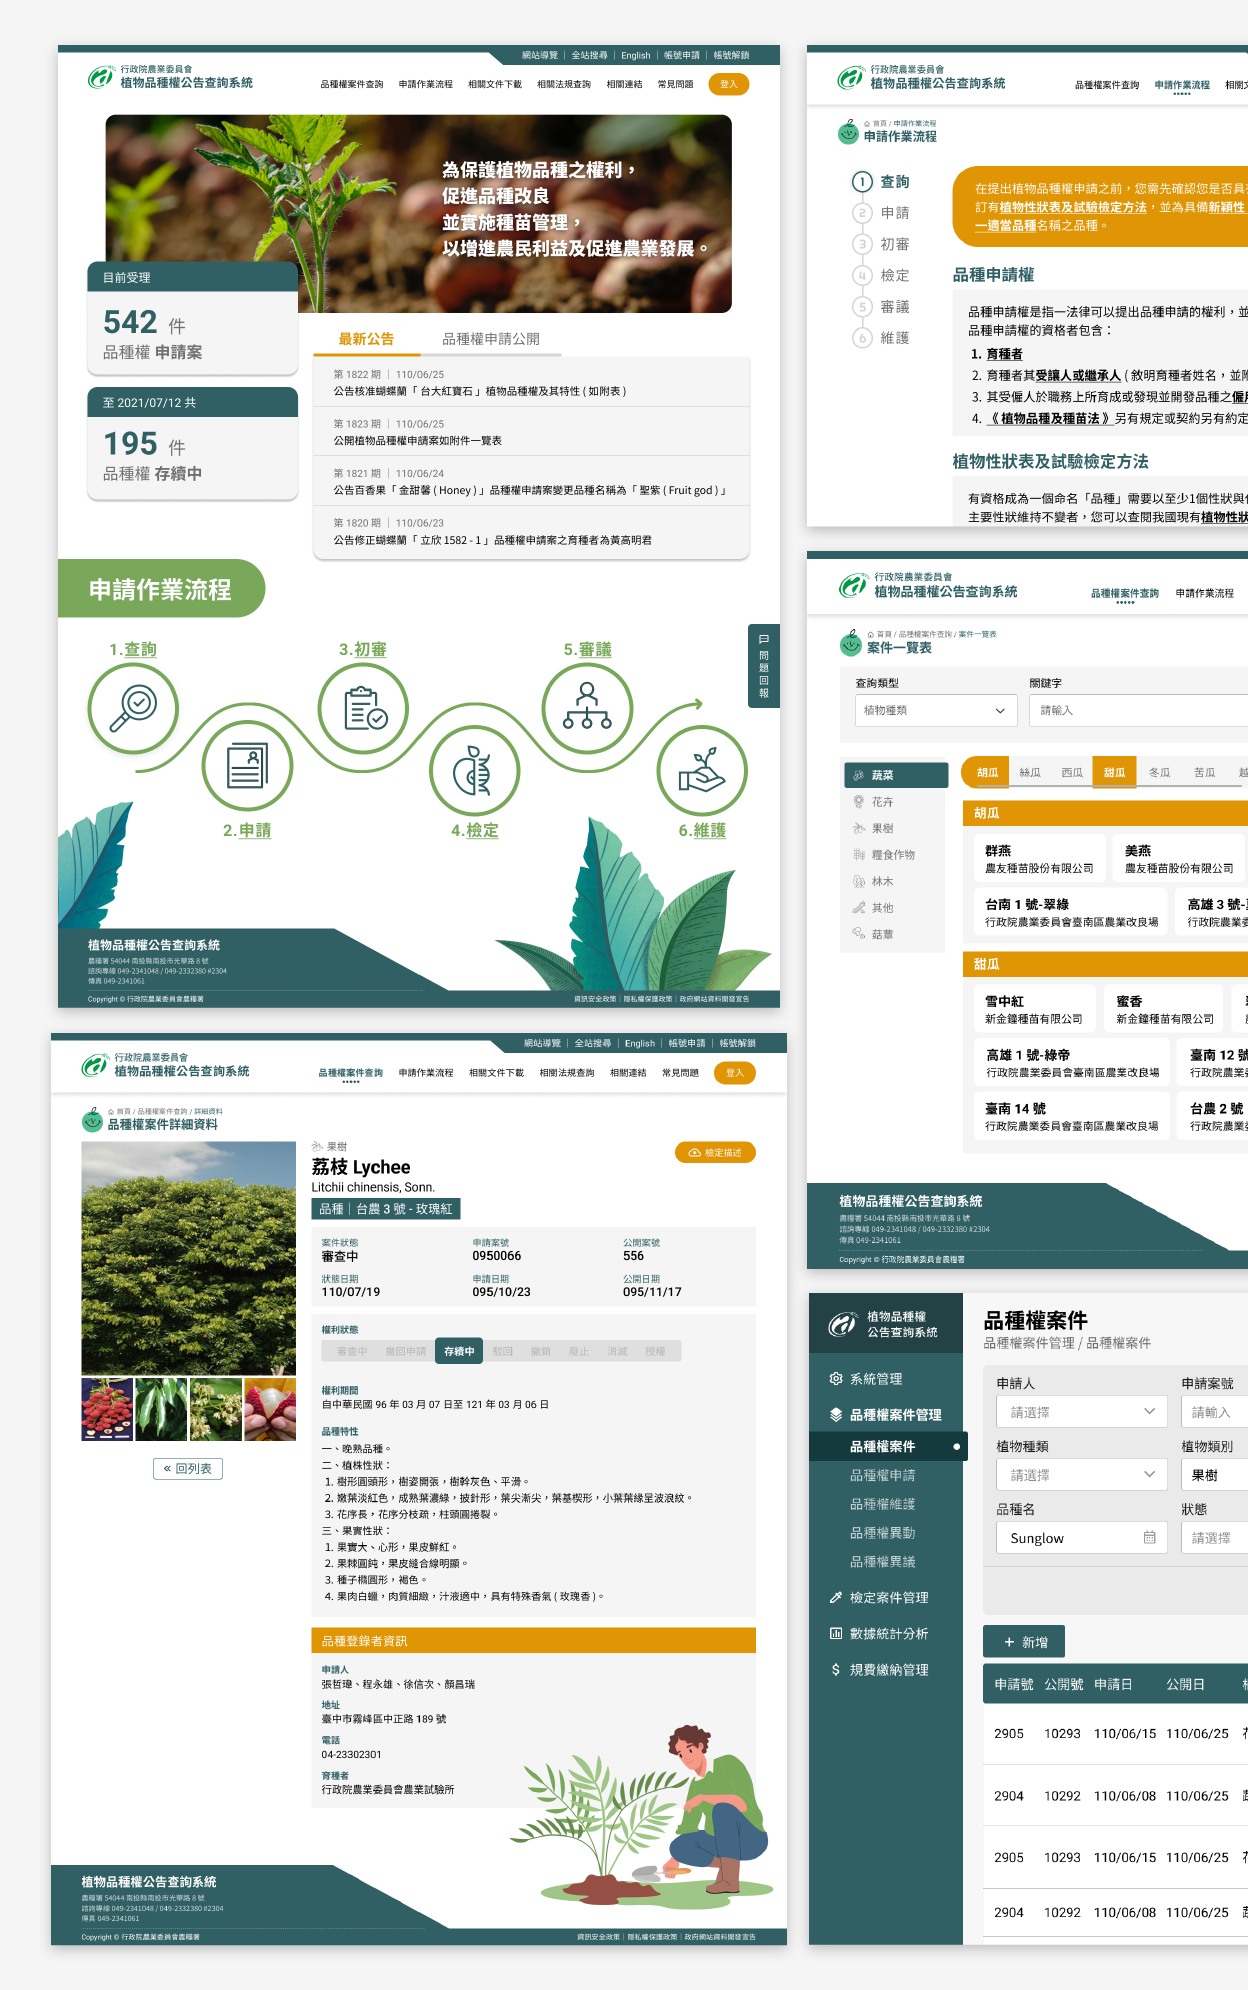 網站導覽｜全站搜尋｜English｜帳號申請｜帳號解鎖
行政院農業委員會
植物品種權公告查詢系統
品種權案件查詢 申請作業流程 相關文件下載 相關法規查詢 相關連結 常見問題 登入
為保護植物品種之權利，
促進品種改良
並實施種苗管理，
以增進農民利益及促進農業發展。
目前受理
542 件
品種權 申請案
至 2021/07/12 共
195 件
品種權 存續中
最新公告 品種權申請公開
第 1822 期｜110/06/25
公告核准蝴蝶蘭「 台大紅寶石 」植物品種權及其特性 ( 如附表 )
第 1823 期｜110/06/25
公開植物品種權申請案如附件一覽表
第 1821 期｜110/06/24
公告百香果「 金甜馨 ( Honey ) 」品種權申請案變更品種名稱為「 聖紫 ( Fruit god ) 」
第 1820 期｜110/06/23
公告修正蝴蝶蘭「 立欣 1582 - 1 」品種權申請案之育種者為黃高明君
申請作業流程
1.查詢
3.初審
5.審議
2.申請
4.檢定
6.維護
問題回報
植物品種權公告查詢系統
農糧署 54044 南投縣南投市光華路 8 號
諮詢專線 049-2341048 / 049-2332380 #2304
傳真 049-2341061
Copyright © 行政院農業委員會農糧署
資訊安全政策｜隱私權保護政策｜政府網站資料開放宣告
網站導覽｜全站搜尋｜English｜帳號申請｜帳號解鎖
行政院農業委員會
植物品種權公告查詢系統
品種權案件查詢 申請作業流程 相關文件下載 相關法規查詢 相關連結 常見問題 登入
首頁 / 品種權案件查詢 / 詳細資料
品種權案件詳細資料
果樹
荔枝 Lychee
Litchii chinensis, Sonn.
檢定描述
品種｜台農 3 號 - 玫瑰紅
案件狀態 申請案號 公開案號
審查中 0950066 556
狀態日期 申請日期 公開日期
110/07/19 095/10/23 095/11/17
權利狀態
審查中 撤回申請 存續中 駁回 撤銷 廢止 消滅 授權
權利期間
自中華民國 96 年 03 月 07 日至 121 年 03 月 06 日
品種特性
一、晚熟品種。
二、植株性狀：
1. 樹形圓頭形，樹姿開張，樹幹灰色、平滑。
2. 嫩葉淡紅色，成熟葉濃綠，披針形，葉尖漸尖，葉基楔形，小葉葉緣呈波浪紋。
3. 花序長，花序分枝疏，柱頭圓捲裂。
三、果實性狀：
1. 果實大、心形，果皮鮮紅。
2. 果棘圓鈍，果皮縫合線明顯。
3. 種子橢圓形，褐色。
4. 果肉白蠟，肉質細緻，汁液適中，具有特殊香氣 ( 玫瑰香 )。
« 回列表
品種登錄者資訊
申請人
張哲瑋、程永雄、徐信次、顏昌瑞
地址
臺中市霧峰區中正路 189 號
電話
04-23302301
育種者
行政院農業委員會農業試驗所
植物品種權公告查詢系統
農糧署 54044 南投縣南投市光華路 8 號
諮詢專線 049-2341048 / 049-2332380 #2304
傳真 049-2341061
Copyright © 行政院農業委員會農糧署
資訊安全政策｜隱私權保護政策｜政府網站資料開發宣告
行政院農業委員會
植物品種權公告查詢系統
品種權案件查詢 申請作業流程 相關文
首頁 / 申請作業流程
申請作業流程
1 查詢
2 申請
3 初審
4 檢定
5 審議
6 維護
在提出植物品種權申請之前，您需先確認您是否具
訂有植物性狀表及試驗檢定方法，並為具備新穎性
一適當品種名稱之品種。
品種申請權
品種申請權是指一法律可以提出品種申請的權利，並
品種申請權的資格者包含：
1. 育種者
2. 育種者其受讓人或繼承人 ( 敘明育種者姓名，並附
3. 其受僱人於職務上所育成或發現並開發品種之僱用
4. 《 植物品種及種苗法 》另有規定或契約另有約定
植物性狀表及試驗檢定方法
有資格成為一個命名「品種」需要以至少1個性狀與
主要性狀維持不變者，您可以查閱我國現有植物性狀
行政院農業委員會
植物品種權公告查詢系統
品種權案件查詢 申請作業流程
首頁 / 品種權案件查詢 / 案件一覽表
案件一覽表
查詢類型 關鍵字
植物種類 請輸入
蔬菜
花卉
果樹
糧食作物
林木
其他
菇蕈
胡瓜 絲瓜 西瓜 甜瓜 冬瓜 苦瓜 越
胡瓜
群燕 美燕
農友種苗股份有限公司 農友種苗股份有限公司
台南 1 號-翠綠 高雄 3 號-
行政院農業委員會臺南區農業改良場 行政院農業委
甜瓜
雪中紅 蜜香
新金鐘種苗有限公司 新金鐘種苗有限公司
高雄 1 號-綠帝 臺南 12 號
行政院農業委員會臺南區農業改良場 行政院農業
臺南 14 號 台農 2 號
行政院農業委員會臺南區農業改良場 行政院農業
植物品種權公告查詢系統
農糧署 54044 南投縣南投市光華路 8 號
諮詢專線 049-2341048 / 049-2332380 #2304
傳真 049-2341061
Copyright © 行政院農業委員會農糧署
植物品種權
公告查詢系統
系統管理
品種權案件管理
品種權案件
品種權申請
品種權維護
品種權異動
品種權異議
檢定案件管理
數據統計分析
規費繳納管理
品種權案件
品種權案件管理 / 品種權案件
申請人 申請案號
請選擇 請輸入
植物種類 植物類別
請選擇 果樹
品種名 狀態
Sunglow 請選擇
+ 新增
申請號 公開號 申請日 公開日
2905 10293 110/06/15 110/06/25
2904 10292 110/06/08 110/06/25
2905 10293 110/06/15 110/06/25
2904 10292 110/06/08 110/06/25